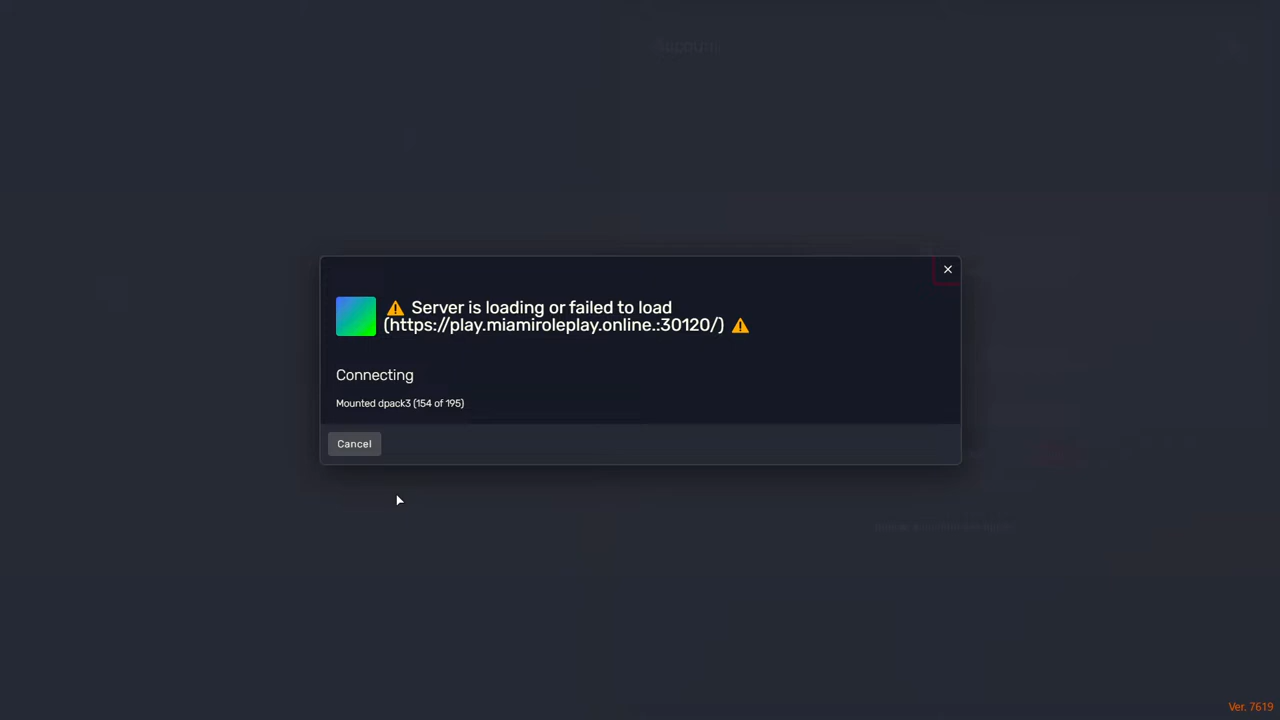 ⚠ Server is loading or failed to load
(https://play.miamiroleplay.online.:30120/) ⚠
Connecting
Mounted dpack3 (154 of 195)
Cancel
Ver. 7619